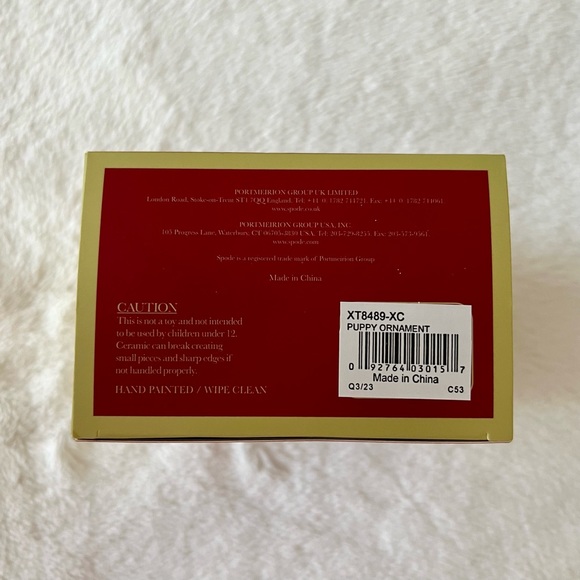 PORTMEIRION GROUP UK LIMITED
London Road, Stoke-on-Trent ST4 7QQ England. Tel: +44 (0) 1782 744721 Fax: +44 (0) 1782 744061
www.spode.co.uk
PORTMEIRION GROUP USA, INC.
105 Progress Lane, Waterbury, CT 06705-3830 USA, Tel: 203-729-8255 Fax: 203-573-9561
www.spode.com
Spode is a registered trade mark of Portmeirion Group
Made in China
CAUTION
This is not a toy and not intended
to be used by children under 12.
Ceramic can break creating
small pieces and sharp edges if
not handled properly.
HAND PAINTED / WIPE CLEAN
XT8489-XC
PUPPY ORNAMENT
0 92764 03015 7
Made in China
Q3/23 C53